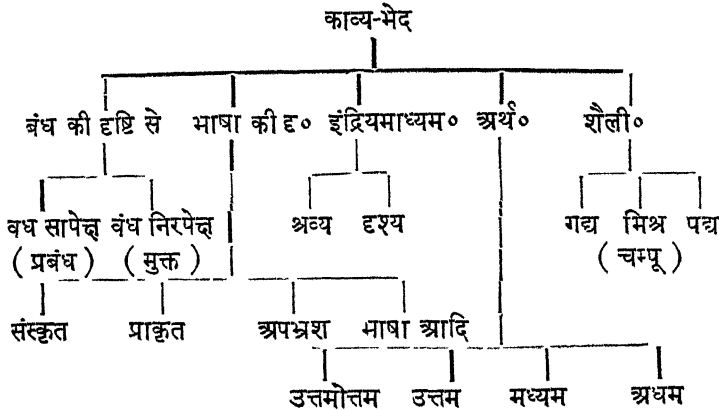 काव्य-भेद
बंध की दृष्टि से भाषा की दृ० इंद्रियमाध्यम० अर्थ० शैली०
वध सापेक्ष वंध निरपेक्ष श्रव्य दृश्य गद्य मिश्र पद्य
( प्रबंध ) ( मुक्त ) ( चम्पू )
संस्कृत प्राकृत अपभ्रश भाषा आदि
उत्तमोत्तम उत्तम मध्यम अधम